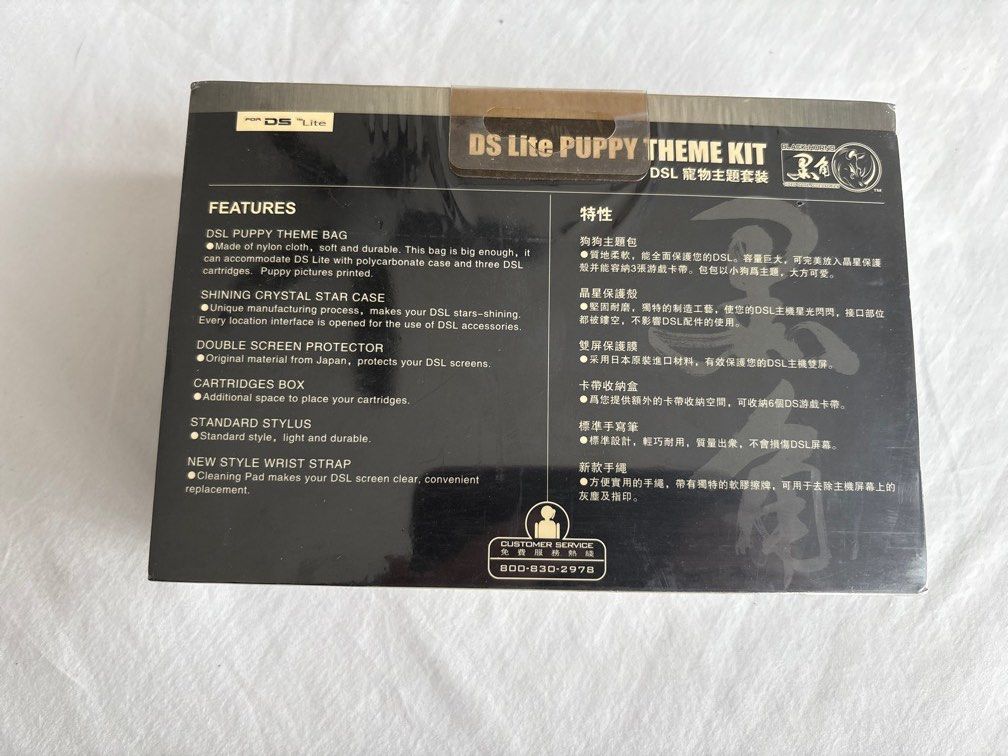 FOR DS ™Lite
DS Lite PUPPY THEME KIT
DSL 寵物主題套裝
BLACK-HORNS
黑角
TM
FEATURES
DSL PUPPY THEME BAG
●Made of nylon cloth, soft and durable. This bag is big enough, it
can accommodate DS Lite with polycarbonate case and three DSL
cartridges. Puppy pictures printed.
SHINING CRYSTAL STAR CASE
●Unique manufacturing process, makes your DSL stars-shining.
Every location interface is opened for the use of DSL accessories.
DOUBLE SCREEN PROTECTOR
●Original material from Japan, protects your DSL screens.
CARTRIDGES BOX
●Additional space to place your cartridges.
STANDARD STYLUS
●Standard style, light and durable.
NEW STYLE WRIST STRAP
●Cleaning Pad makes your DSL screen clear, convenient
replacement.
特性
狗狗主題包
●質地柔軟，能全面保護您的DSL。容量巨大，可完美放入晶星保護
殼并能容納3張游戲卡帶。包包以小狗爲主題，大方可愛。
晶星保護殼
●堅固耐磨，獨特的制造工藝，使您的DSL主機星光閃閃，接口部位
都被鏤空，不影響DSL配件的使用。
雙屏保護膜
●采用日本原裝進口材料，有效保護您的DSL主機雙屏。
卡帶收納盒
●爲您提供額外的卡帶收納空間，可收納6個DS游戲卡帶。
標準手寫筆
●標準設計，輕巧耐用，質量出衆，不會損傷DSL屏幕。
新款手繩
●方便實用的手繩，帶有獨特的軟膠擦牌，可用于去除主機屏幕上的
灰塵及指印。
黑角
CUSTOMER SERVICE
免費服務熱綫
800-830-2978